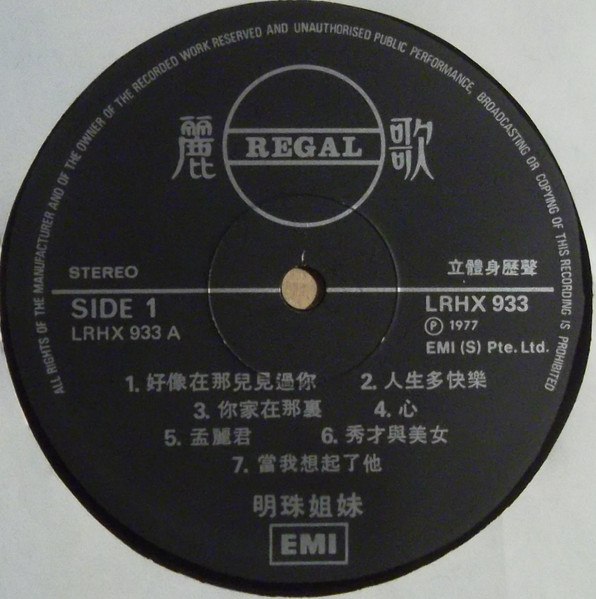 ALL RIGHTS OF THE MANUFACTURER AND OF THE OWNER OF THE RECORDED WORK RESERVED AND UNAUTHORISED PUBLIC PERFORMANCE, BROADCASTING OR COPYING OF THIS RECORDING IS PROHIBITED
麗 REGAL 歌
STEREO 立體身歷聲
SIDE 1 LRHX 933
LRHX 933 A ℗ 1977
EMI (S) Pte. Ltd.
1. 好像在那兒見過你 2. 人生多快樂
3. 你家在那裏 4. 心
5. 孟麗君 6. 秀才與美女
7. 當我想起了他
明珠姐妹
EMI